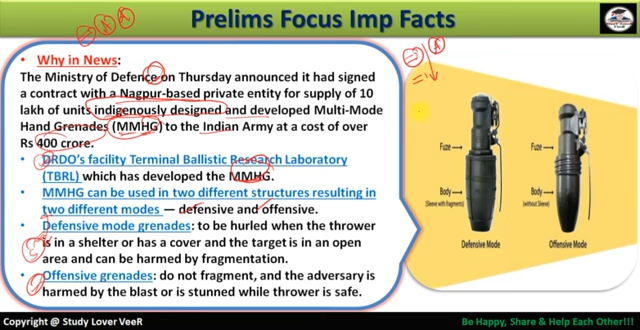 Prelims Focus Imp Facts
• Why in News:
The Ministry of Defence on Thursday announced it had signed
a contract with a Nagpur-based private entity for supply of 10
lakh of units indigenously designed and developed Multi-Mode
Hand Grenades (MMHG) to the Indian Army at a cost of over
Rs 400 crore.
• DRDO's facility Terminal Ballistic Research Laboratory
(TBRL) which has developed the MMHG.
• MMHG can be used in two different structures resulting in
two different modes — defensive and offensive.
• Defensive mode grenades: to be hurled when the thrower
is in a shelter or has a cover and the target is in an open
area and can be harmed by fragmentation.
• Offensive grenades: do not fragment, and the adversary is
harmed by the blast or is stunned while thrower is safe.
Fuze
Body
(Sleeve with fragments)
Defensive Mode
Fuze
Body
(without Sleeve)
Offensive Mode
Copyright @ Study Lover VeeR
Be Happy, Share & Help Each Other!!!